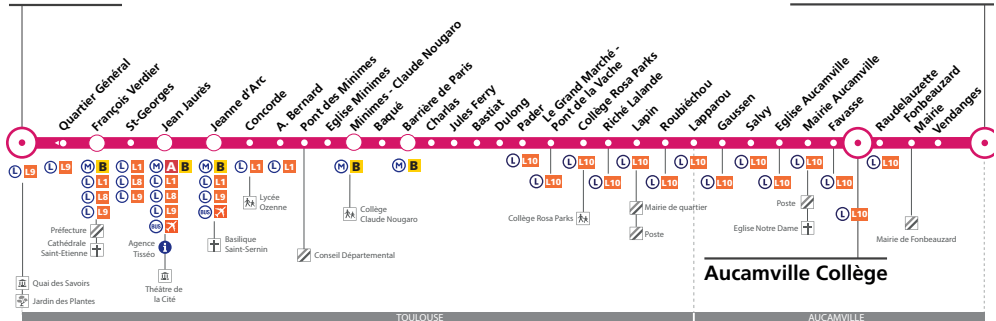 Quartier Général
François Verdier
St-Georges
Jean Jaurès
Jeanne d'Arc
Concorde
A. Bernard
Pont des Minimes
Eglise Minimes
Minimes - Claude Nougaro
Baqué
Barrière de Paris
Charlas
Jules Ferry
Bastiat
Dulong
Pader
Le Grand Marché -
Pont de la Vache
Collège Rosa Parks
Riché Lalande
Lapin
Roubiéchou
Lapparou
Gaussen
Salvy
Eglise Aucamville
Mairie Aucamville
Favasse
Raudelauzette
Fonbeauzard
Mairie
Vendanges
L L9
L L9
M B
L L1
L L8
L L9
L L1
L L8
L L9
M A B
L L1
L L8
L L9
BUS
M B
L L1
L L9
BUS
L L1
L L1
M B
M B
L L10
L L10
L L10
L L10
L L10
L L10
L L10
L L10
L L10
L L10
L L10
L L10
L L10
L L10
Préfecture
Cathédrale
Saint-Etienne
Agence
Tisséo
Théâtre de
la Cité
Basilique
Saint-Sernin
Lycée
Ozenne
Conseil Départemental
Collège
Claude Nougaro
Collège Rosa Parks
Mairie de quartier
Poste
Poste
Eglise Notre Dame
Mairie de Fonbeauzard
Quai des Savoirs
Jardin des Plantes
Aucamville Collège
TOULOUSE
AUCAMVILLE